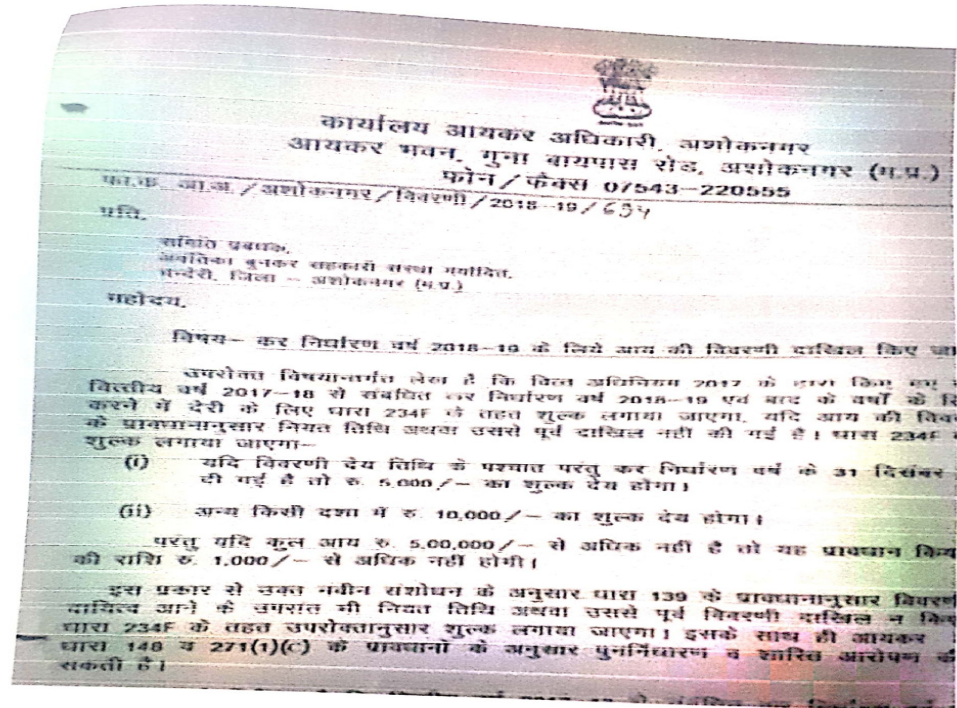 कार्यालय आयकर अधिकारी, अशोकनगर
आयकर भवन, गुना बायपास रोड, अशोकनगर (म.प्र.)
फोन/फैक्स 07543-220555
फा.क्र. आ.अ./अशोकनगर/विवरणी/2018-19/694
प्रति,
समिति प्रबंधक,
अवंतिका बुनकर सहकारी संस्था मर्यादित,
चन्देरी, जिला – अशोकनगर (म.प्र.)
महोदय,
विषय– कर निर्धारण वर्ष 2018-19 के लिये आय की विवरणी दाखिल किए जा
उपरोक्त विषयान्तर्गत लेख है कि वित्त अधिनियम 2017 के द्वारा किए गए
वित्तीय वर्ष 2017-18 से संबंधित कर निर्धारण वर्ष 2018-19 एवं बाद के वर्षों के
करने में देरी के लिए धारा 234F के तहत शुल्क लगाया जाएगा, यदि आय की विव
के प्रावधानानुसार नियत तिथि अथवा उससे पूर्व दाखिल नहीं की गई है। धारा 234F
शुल्क लगाया जाएगा–
(i) यदि विवरणी देय तिथि के पश्चात परंतु कर निर्धारण वर्ष के 31 दिसंबर
दी गई है तो रु. 5,000/– का शुल्क देय होगा।
(ii) अन्य किसी दशा में रु. 10,000/– का शुल्क देय होगा।
परंतु यदि कुल आय रु. 5,00,000/– से अधिक नहीं है तो यह प्रावधान किय
की राशि रु. 1,000/– से अधिक नहीं होगी।
इस प्रकार से उक्त नवीन संशोधन के अनुसार धारा 139 के प्रावधानानुसार विवरण
दायित्व आने के उपरांत भी नियत तिथि अथवा उससे पूर्व विवरणी दाखिल न किए
धारा 234F के तहत उपरोक्तानुसार शुल्क लगाया जाएगा। इसके साथ ही आयकर
धारा 148 व 271(1)(C) के प्रावधानों के अनुसार पुनर्निर्धारण व शास्ति आरोपण की
सकती है।